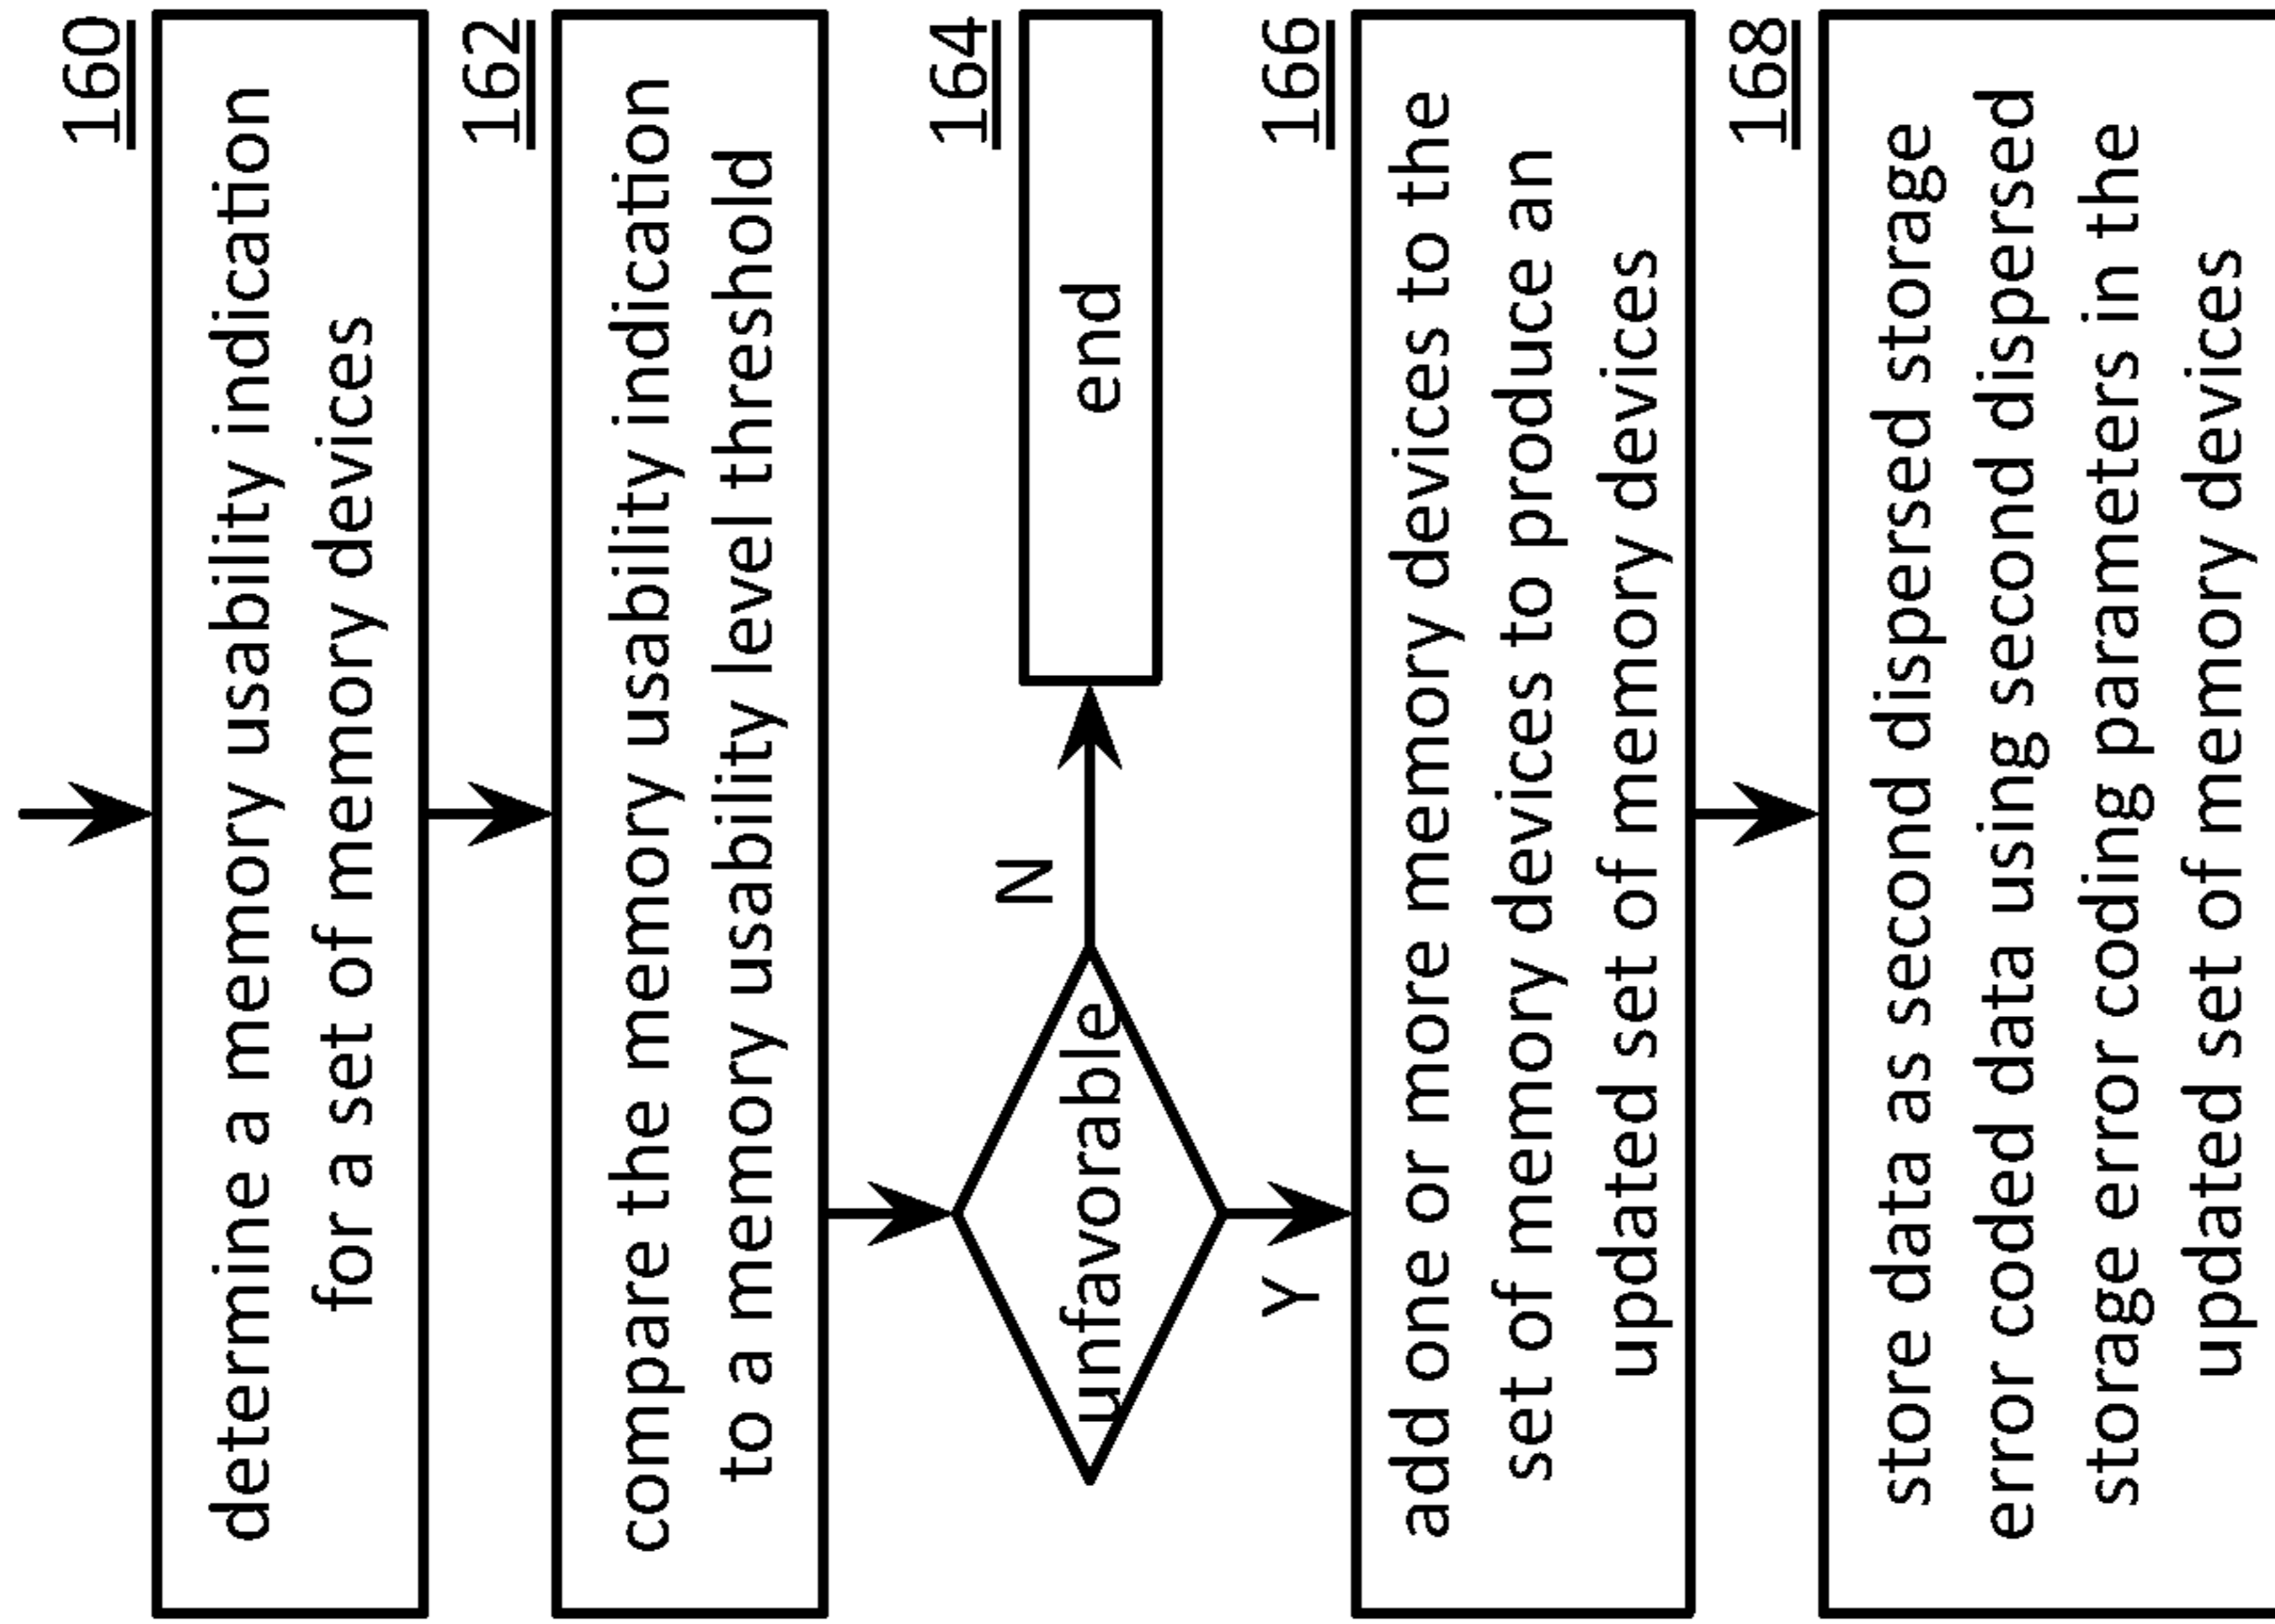 160
determine a memory usability indication
for a set of memory devices
162
compare the memory usability indication
to a memory usability level threshold
164
end
N
unfavorable
Y
166
add one or more memory devices to the
set of memory devices to produce an
updated set of memory devices
168
store data as second dispersed storage
error coded data using second dispersed
storage error coding parameters in the
updated set of memory devices